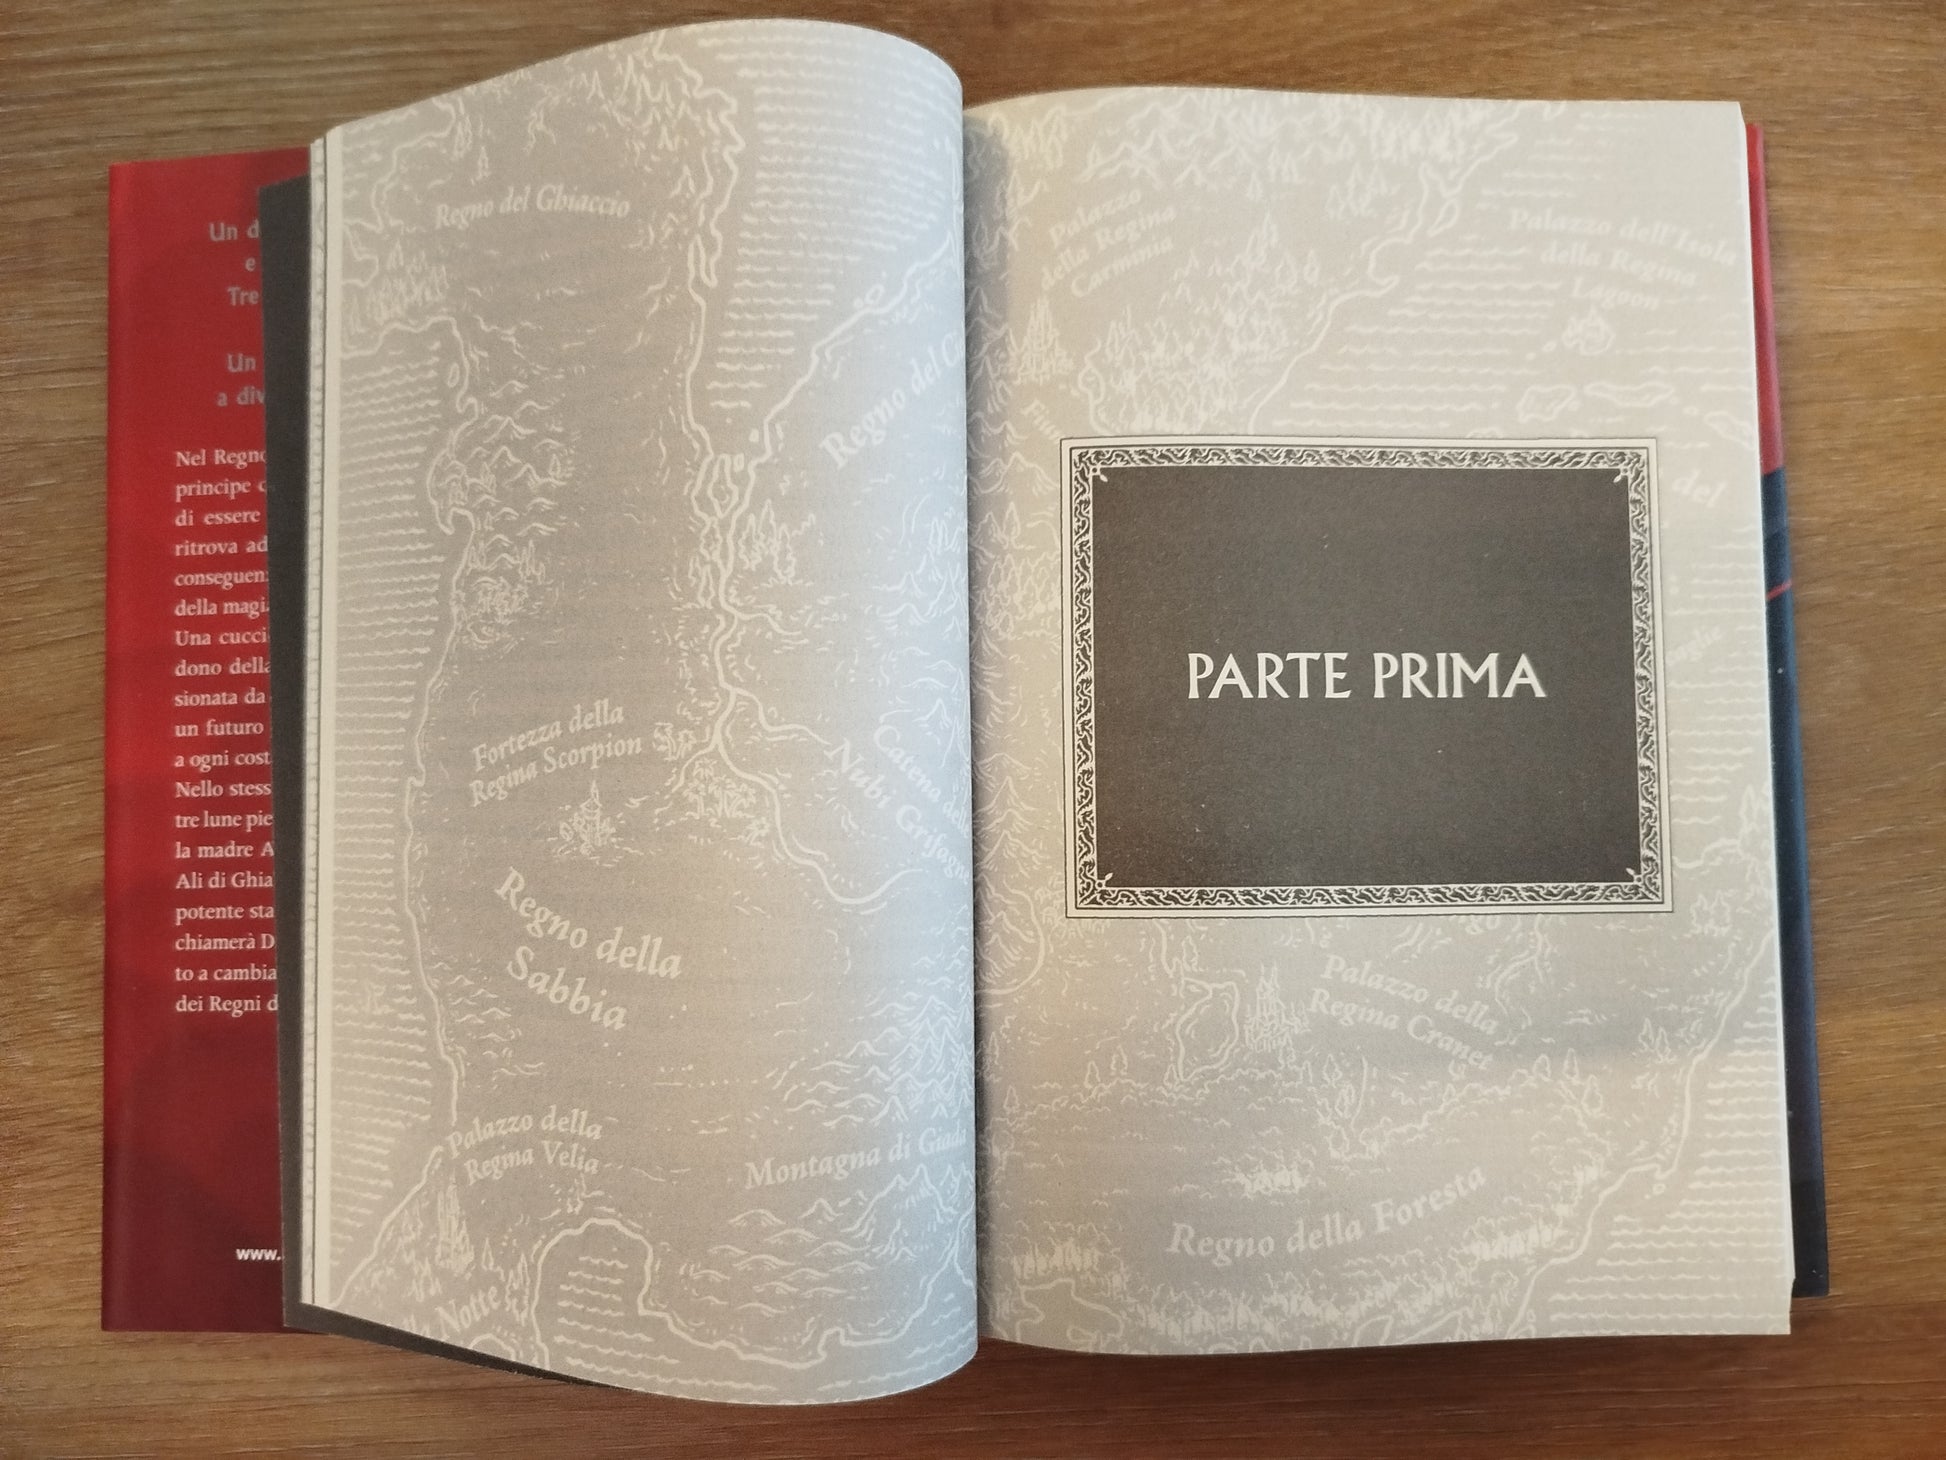 Un d
e
Tre
Un
a div
Nel Regno
principe
di essere
ritrova ad
conseguen
della magi
Una cucci
dono della
sionata da
un futuro
a ogni cost
Nello stess
tre lune pie
la madre A
Ali di Ghia
potente sta
chiamerà D
to a cambia
dei Regni d
www.
Regno del Ghiaccio
Regno del
Fortezza della
Regina Scorpion
Catena delle
Nubi Grifagne
Regno della
Sabbia
Palazzo della
Regina Velia
Montagna di Giada
Notte
Palazzo
della Regina
Carminia
Palazzo dell'Isola
della Regina
Lagoon
del
PARTE PRIMA
Palazzo della
Regina Cranet
Regno della Foresta